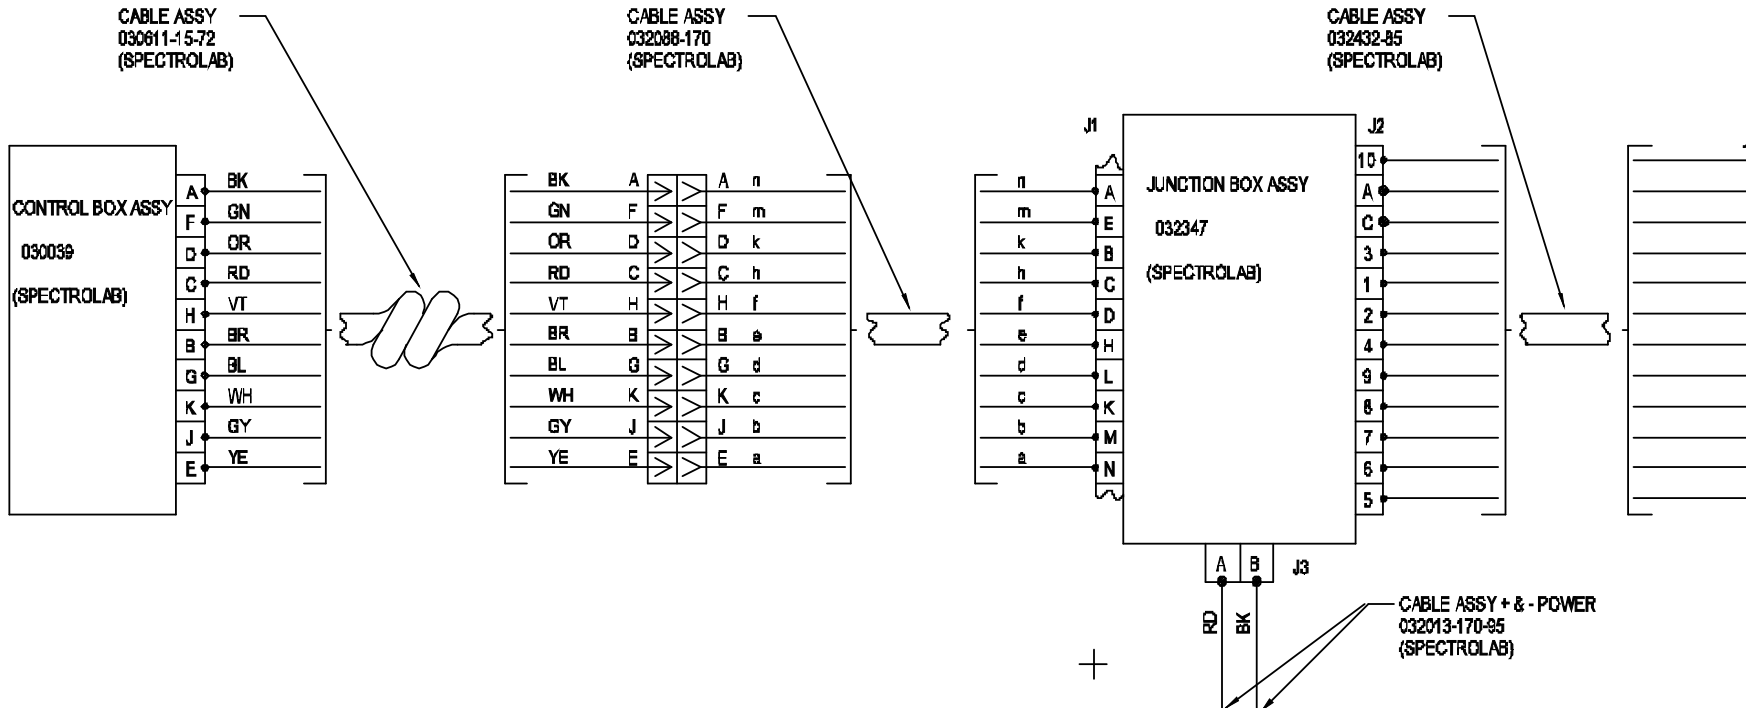 CABLE ASSY
030611-15-72
(SPECTROLAB)
CABLE ASSY
032088-170
(SPECTROLAB)
CABLE ASSY
032432-85
(SPECTROLAB)
CONTROL BOX ASSY
030039
(SPECTROLAB)
A BK
F GN
D OR
C RD
H VT
B BR
G BL
K WH
J GY
E YE
BK A A n
GN F F m
OR D D k
RD C C h
VT H H f
BR B B e
BL G G d
WH K K c
GY J J b
YE E E a
J1
n A
m E
k B
h C
f D
e H
d L
c K
b M
a N
JUNCTION BOX ASSY
032347
(SPECTROLAB)
J2
10
A
C
3
1
2
4
9
8
7
6
5
A B J3
RD BK
CABLE ASSY + & - POWER
032013-170-95
(SPECTROLAB)